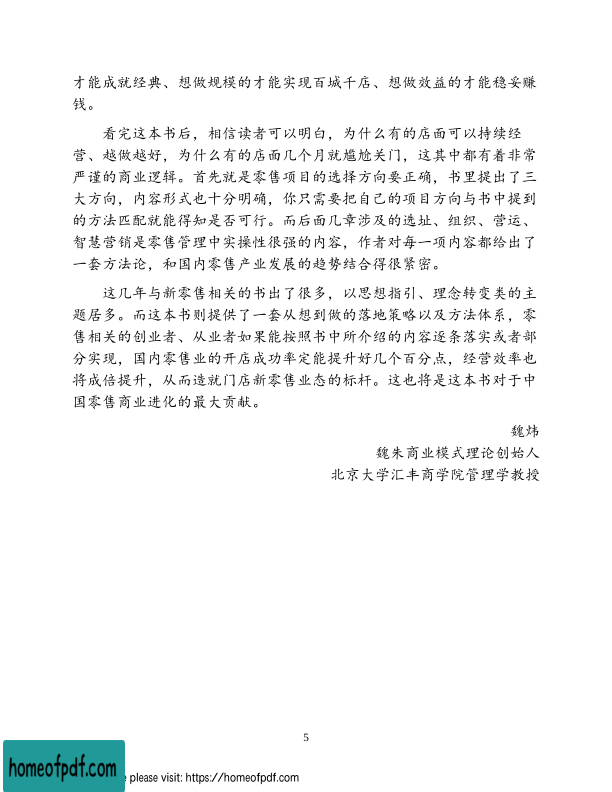 才能成就经典、想做规模的才能实现百城千店、想做效益的才能稳妥赚
钱。
看完这本书后，相信读者可以明白，为什么有的店面可以持续经
营、越做越好，为什么有的店面几个月就尴尬关门，这其中都有着非常
严谨的商业逻辑。首先就是零售项目的选择方向要正确，书里提出了三
大方向，内容形式也十分明确，你只需要把自己的项目方向与书中提到
的方法匹配就能得知是否可行。而后面几章涉及的选址、组织、营运、
智慧营销是零售管理中实操性很强的内容，作者对每一项内容都给出了
一套方法论，和国内零售产业发展的趋势结合得很紧密。
这几年与新零售相关的书出了很多，以思想指引、理念转变类的主
题居多。而这本书则提供了一套从想到做的落地策略以及方法体系，零
售相关的创业者、从业者如果能按照书中所介绍的内容逐条落实或者部
分实现，国内零售业的开店成功率定能提升好几个百分点，经营效率也
将成倍提升，从而造就门店新零售业态的标杆。这也将是这本书对于中
国零售商业进化的最大贡献。
魏炜
魏朱商业模式理论创始人
北京大学汇丰商学院管理学教授
5
homeofpdf.com
e please visit: https://homeofpdf.com